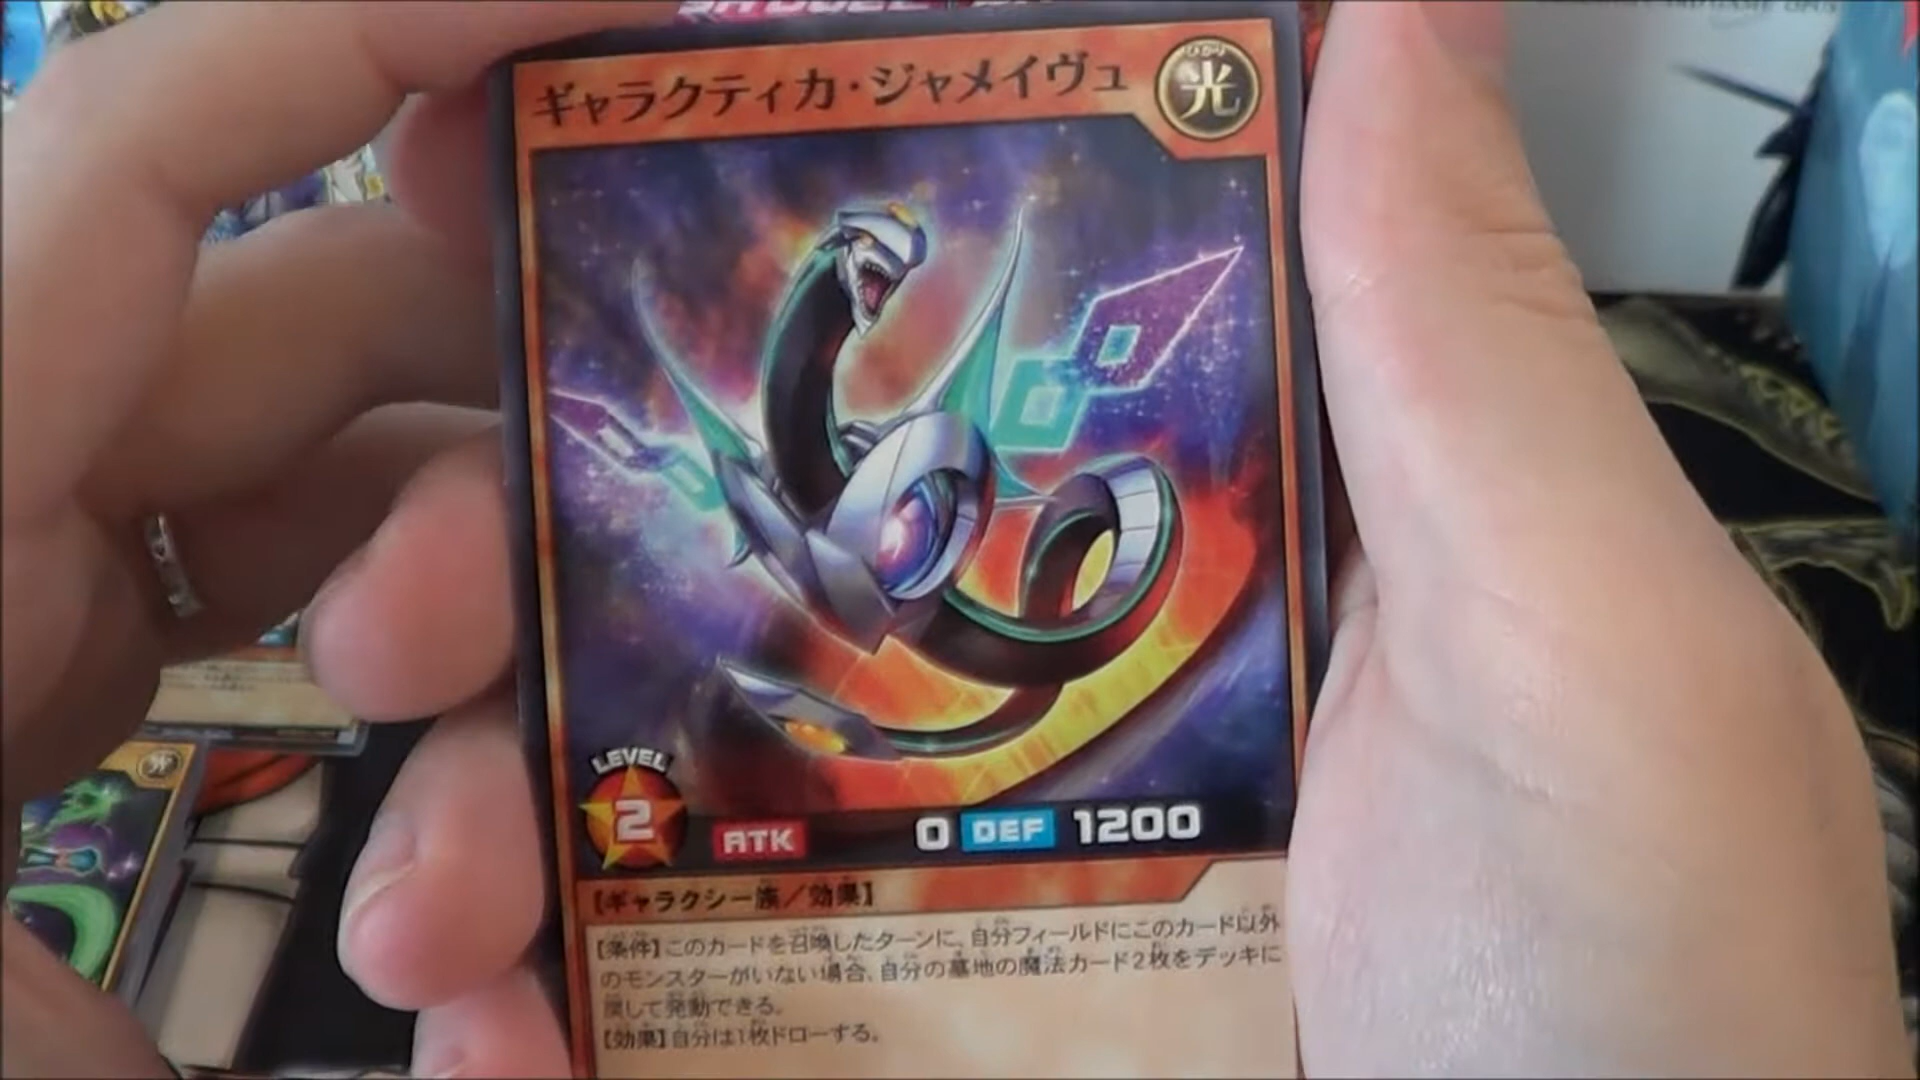 ギャラクティカ・ジャメイヴュ
ひかり
光
LEVEL
2
ATK 0 DEF 1200
【ギャラクシー族／効果】
【条件】このカードを召喚したターンに、自分フィールドにこのカード以外
のモンスターがいない場合、自分の墓地の魔法カード2枚をデッキに
戻して発動できる。
【効果】自分は1枚ドローする。
光